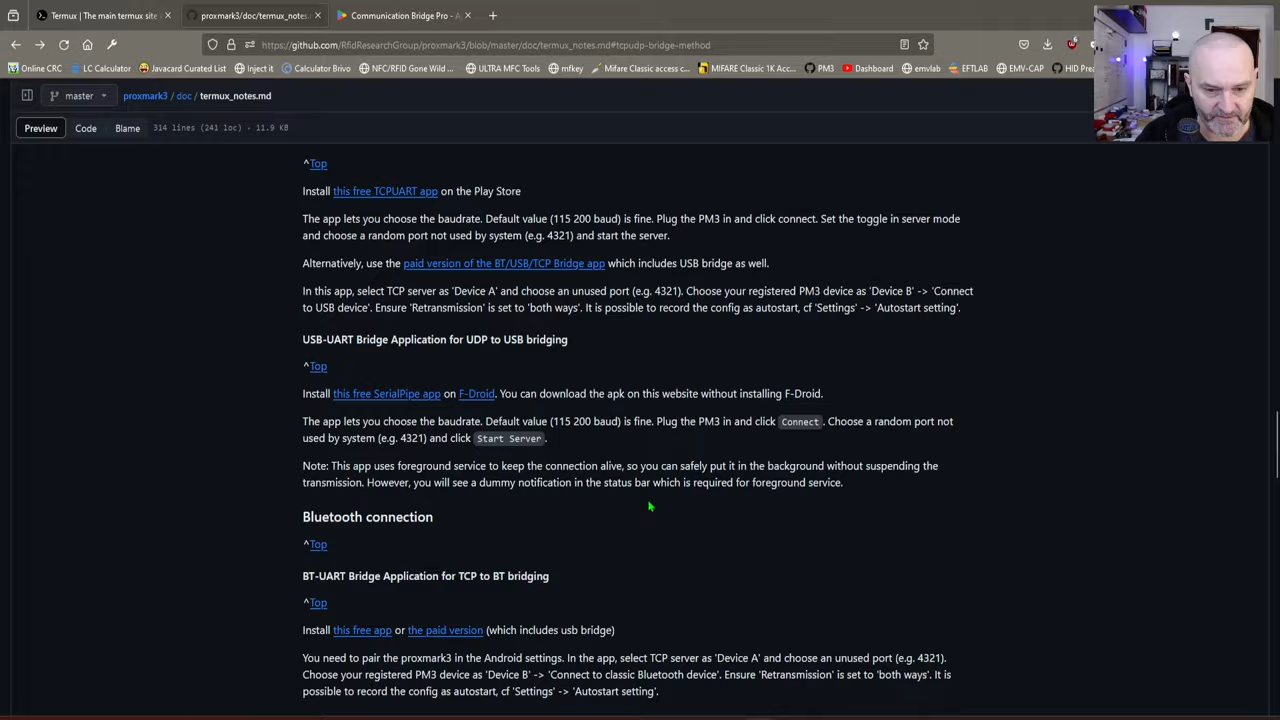 Termux | The main termux site
proxmark3/doc/termux_notes.
Communication Bridge Pro - A
https://github.com/RfidResearchGroup/proxmark3/blob/master/doc/termux_notes.md#tcpudp-bridge-method
Online CRC
LC Calculator
Javacard Curated List
Inject it
Calculator Brivo
NFC/RFID Gone Wild ...
ULTRA MFC Tools
mfkey
Mifare Classic access c...
MIFARE Classic 1K Acc...
PM3
Dashboard
emvlab
EFTLAB
EMV-CAP
HID Prea
master
proxmark3 / doc / termux_notes.md
Preview
Code
Blame
314 lines (241 loc) · 11.9 KB
^Top
Install this free TCPUART app on the Play Store
The app lets you choose the baudrate. Default value (115 200 baud) is fine. Plug the PM3 in and click connect. Set the toggle in server mode
and choose a random port not used by system (e.g. 4321) and start the server.
Alternatively, use the paid version of the BT/USB/TCP Bridge app which includes USB bridge as well.
In this app, select TCP server as 'Device A' and choose an unused port (e.g. 4321). Choose your registered PM3 device as 'Device B' -> 'Connect
to USB device'. Ensure 'Retransmission' is set to 'both ways'. It is possible to record the config as autostart, cf 'Settings' -> 'Autostart setting'.
USB-UART Bridge Application for UDP to USB bridging
^Top
Install this free SerialPipe app on F-Droid. You can download the apk on this website without installing F-Droid.
The app lets you choose the baudrate. Default value (115 200 baud) is fine. Plug the PM3 in and click Connect. Choose a random port not
used by system (e.g. 4321) and click Start Server.
Note: This app uses foreground service to keep the connection alive, so you can safely put it in the background without suspending the
transmission. However, you will see a dummy notification in the status bar which is required for foreground service.
Bluetooth connection
^Top
BT-UART Bridge Application for TCP to BT bridging
^Top
Install this free app or the paid version (which includes usb bridge)
You need to pair the proxmark3 in the Android settings. In the app, select TCP server as 'Device A' and choose an unused port (e.g. 4321).
Choose your registered PM3 device as 'Device B' -> 'Connect to classic Bluetooth device'. Ensure 'Retransmission' is set to 'both ways'. It is
possible to record the config as autostart, cf 'Settings' -> 'Autostart setting'.